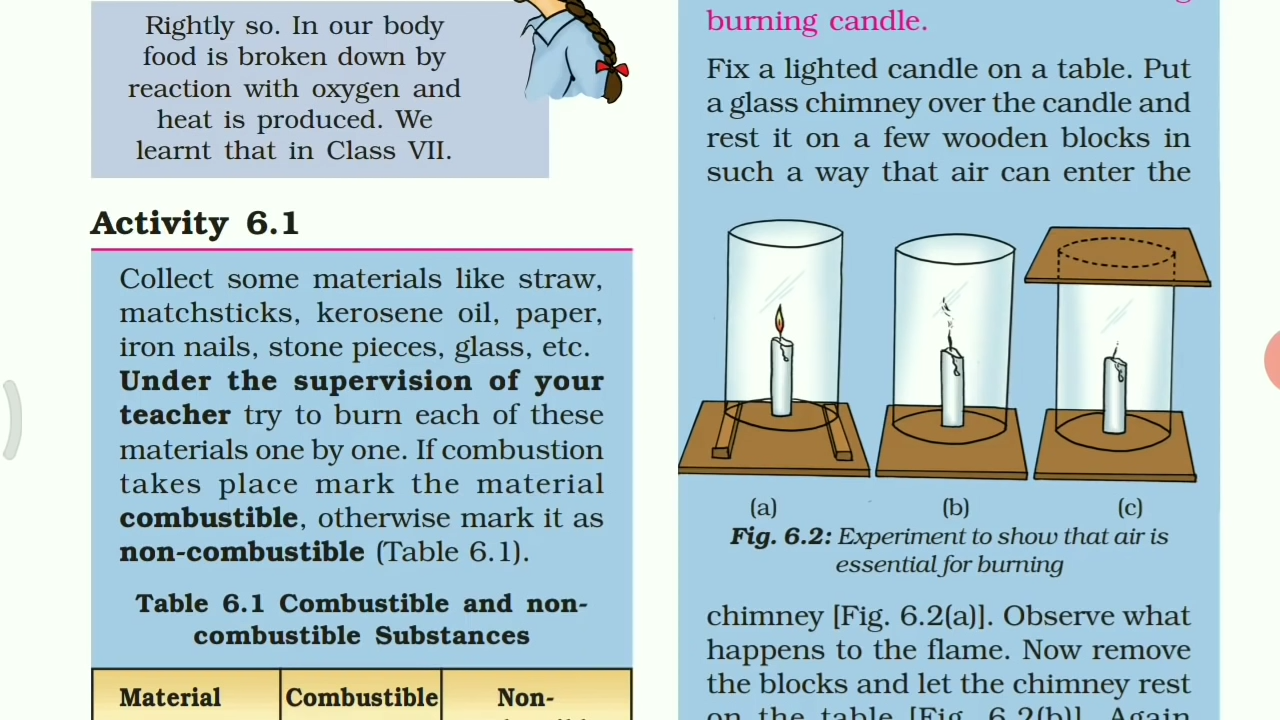 Rightly so. In our body
food is broken down by
reaction with oxygen and
heat is produced. We
learnt that in Class VII.
Activity 6.1
Collect some materials like straw,
matchsticks, kerosene oil, paper,
iron nails, stone pieces, glass, etc.
Under the supervision of your
teacher try to burn each of these
materials one by one. If combustion
takes place mark the material
combustible, otherwise mark it as
non-combustible (Table 6.1).
Table 6.1 Combustible and non-
combustible Substances
Material Combustible Non-
burning candle.
Fix a lighted candle on a table. Put
a glass chimney over the candle and
rest it on a few wooden blocks in
such a way that air can enter the
(a) (b) (c)
Fig. 6.2: Experiment to show that air is
essential for burning
chimney [Fig. 6.2(a)]. Observe what
happens to the flame. Now remove
the blocks and let the chimney rest
on the table [Fig. 6.2(b)]. Again